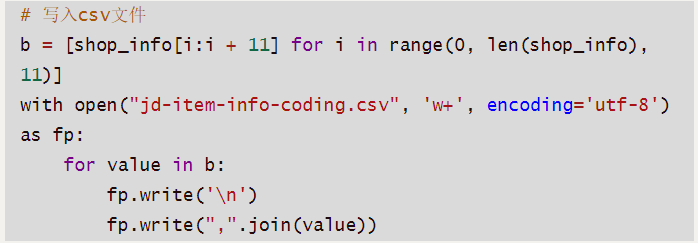 # 写入csv文件
b = [shop_info[i:i + 11] for i in range(0, len(shop_info),
11)]
with open("jd-item-info-coding.csv", 'w+', encoding='utf-8')
as fp:
    for value in b:
        fp.write('\n')
        fp.write(",".join(value))